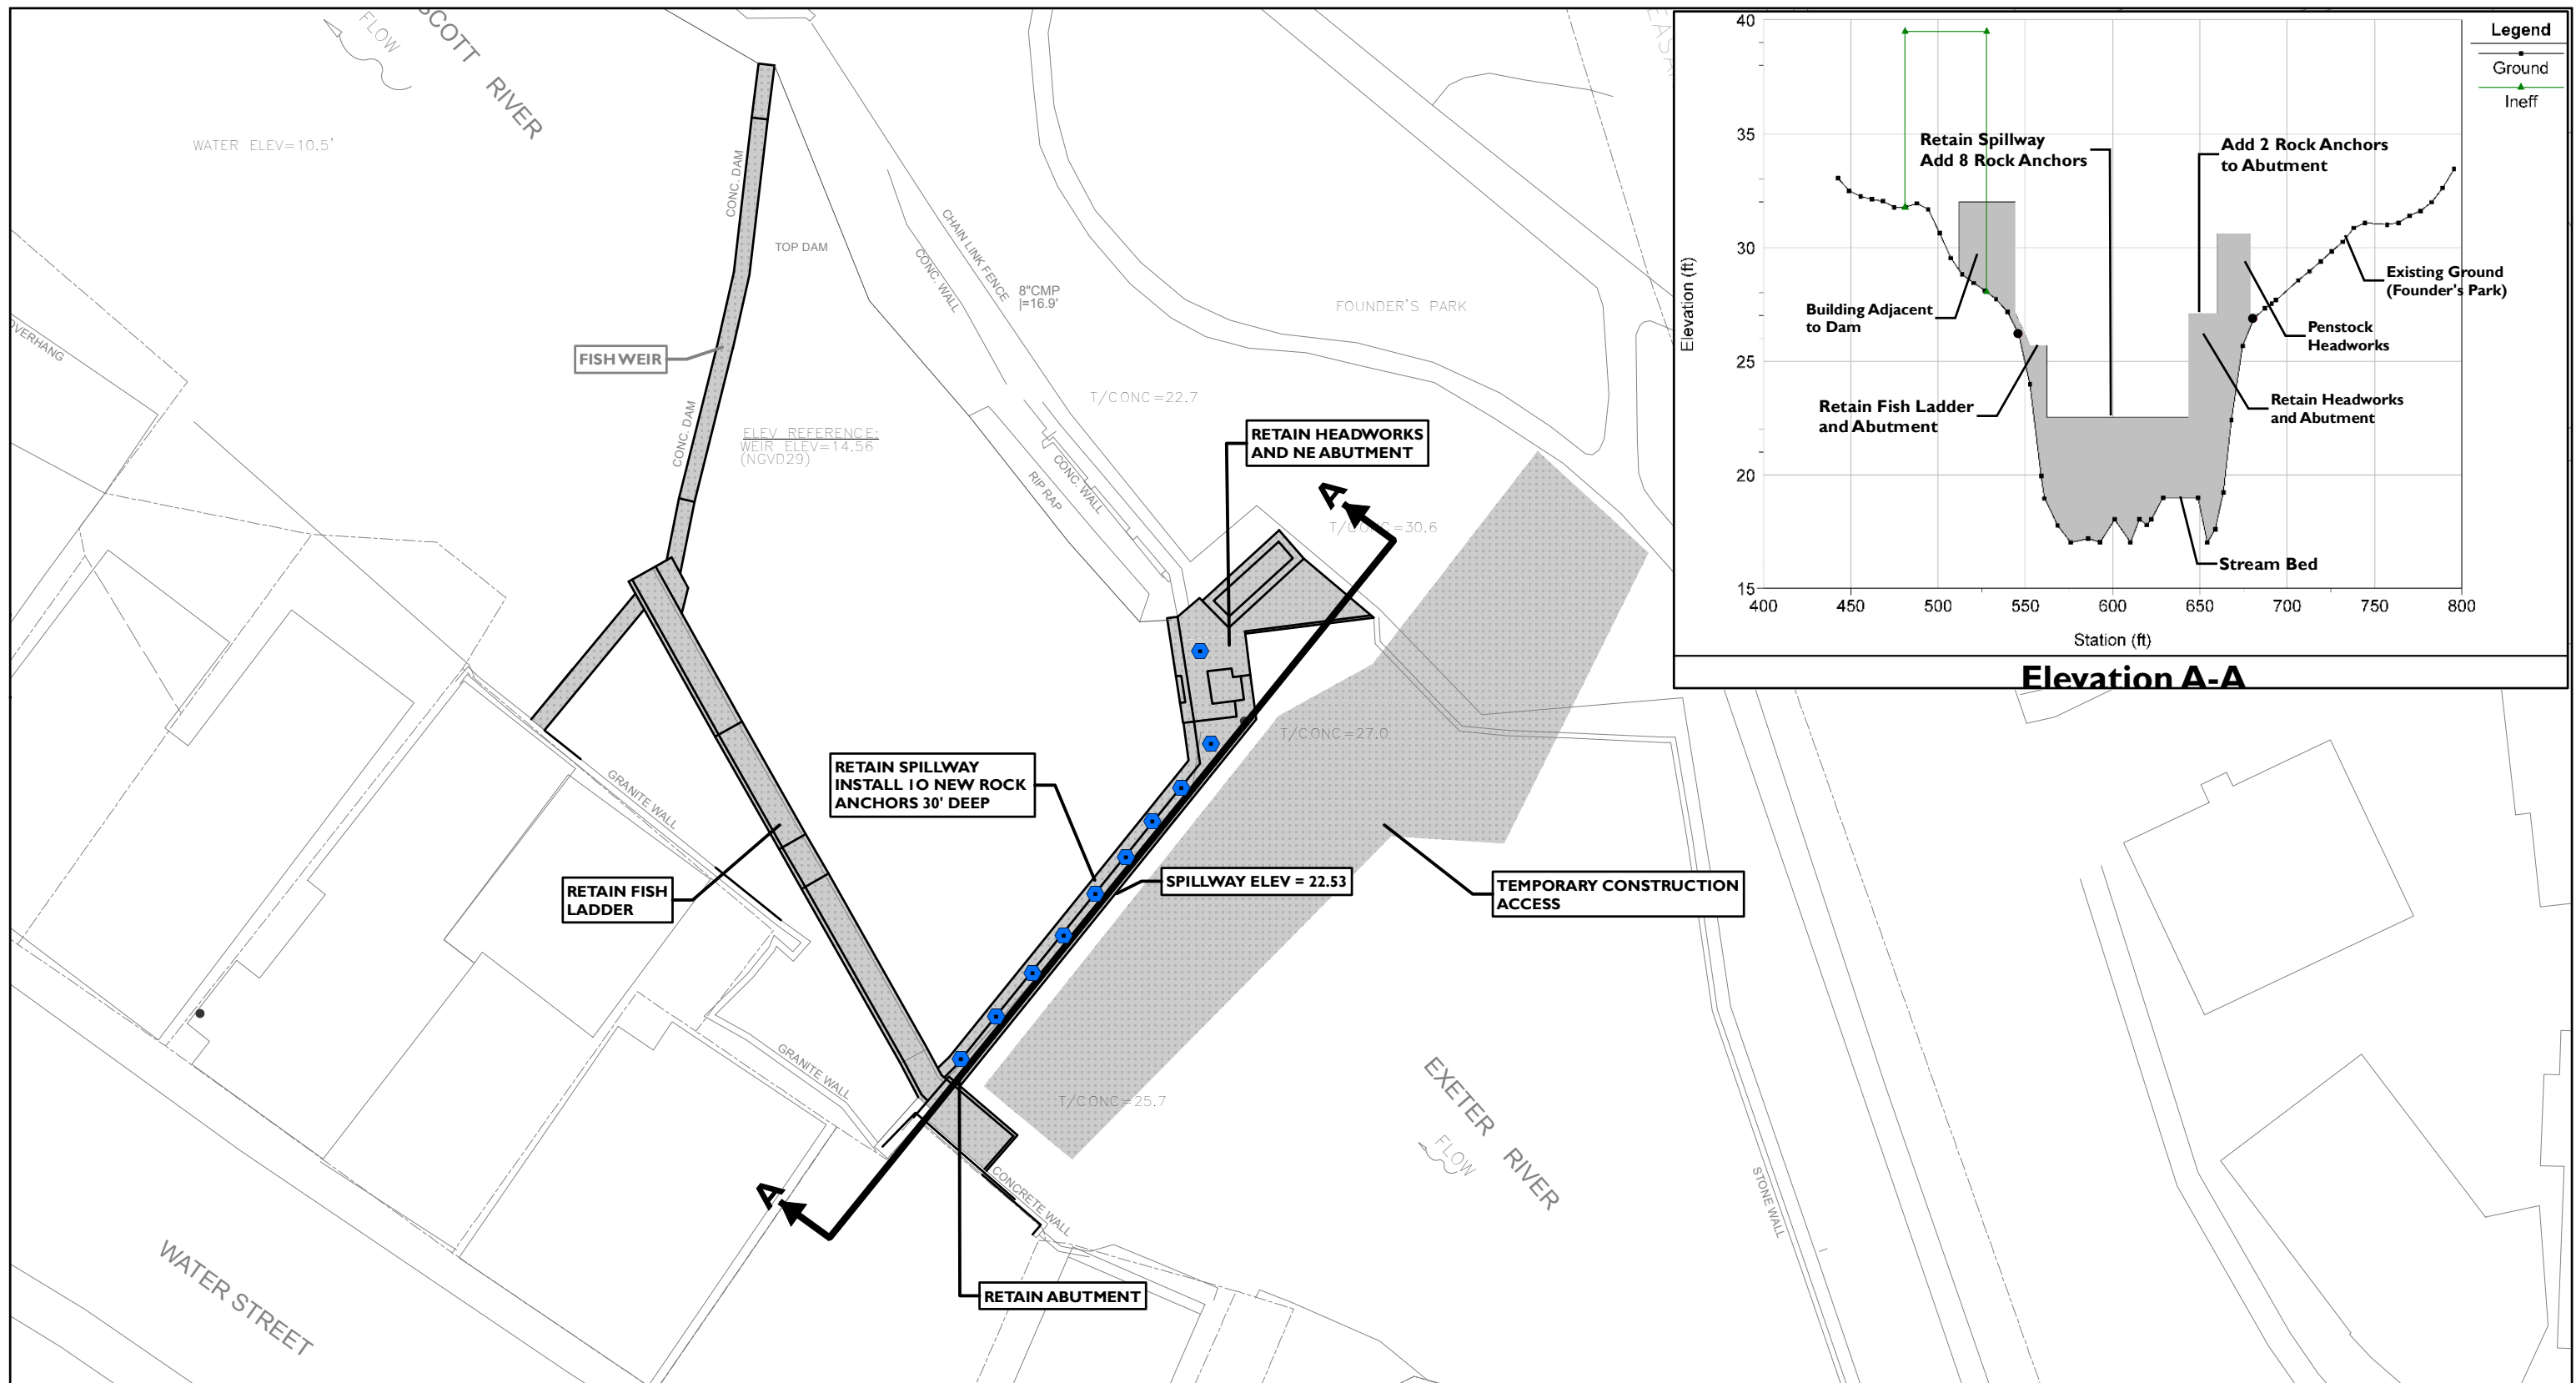 SCOTT RIVER
FLOW
WATER ELEV=10.5'
OVERHANG
CONC. DAM
TOP DAM
CHAIN LINK FENCE
CONC. WALL
8"CMP
I=16.9'
FOUNDER'S PARK
FISH WEIR
T/CONC=22.7
CONC. DAM
ELEV REFERENCE:
WEIR ELEV=14.56
(NGVD29)
RIP RAP
CONC. WALL
RETAIN HEADWORKS
AND NE ABUTMENT
A
T/CONC=30.6
T/CONC=27.0
RETAIN SPILLWAY
INSTALL 10 NEW ROCK
ANCHORS 30' DEEP
GRANITE WALL
RETAIN FISH
LADDER
SPILLWAY ELEV = 22.53
TEMPORARY CONSTRUCTION
ACCESS
GRANITE WALL
T/CONC=25.7
EXETER RIVER
FLOW
STONE WALL
CONCRETE WALL
A
RETAIN ABUTMENT
WATER STREET
40
35
30
25
20
15
Elevation (ft)
Legend
Ground
Ineff
Retain Spillway
Add 8 Rock Anchors
Add 2 Rock Anchors
to Abutment
Building Adjacent
to Dam
Existing Ground
(Founder's Park)
Penstock
Headworks
Retain Fish Ladder
and Abutment
Retain Headworks
and Abutment
Stream Bed
400 450 500 550 600 650 700 750 800
Station (ft)
Elevation A-A